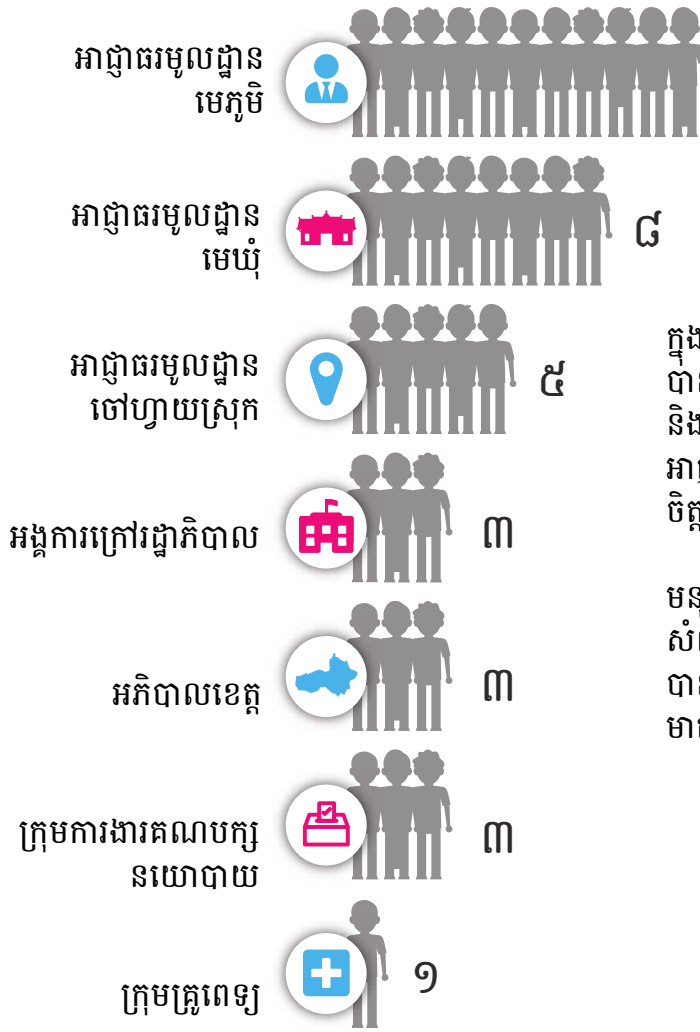 អាជ្ញាធរមូលដ្ឋាន
មេភូមិ
អាជ្ញាធរមូលដ្ឋាន
មេឃុំ
៨
អាជ្ញាធរមូលដ្ឋាន
ចៅហ្វាយស្រុក
៥
អង្គការក្រៅរដ្ឋាភិបាល
៣
អភិបាលខេត្ត
៣
ក្រុមការងារគណបក្ស
នយោបាយ
៣
ក្រុមគ្រូពេទ្យ
១